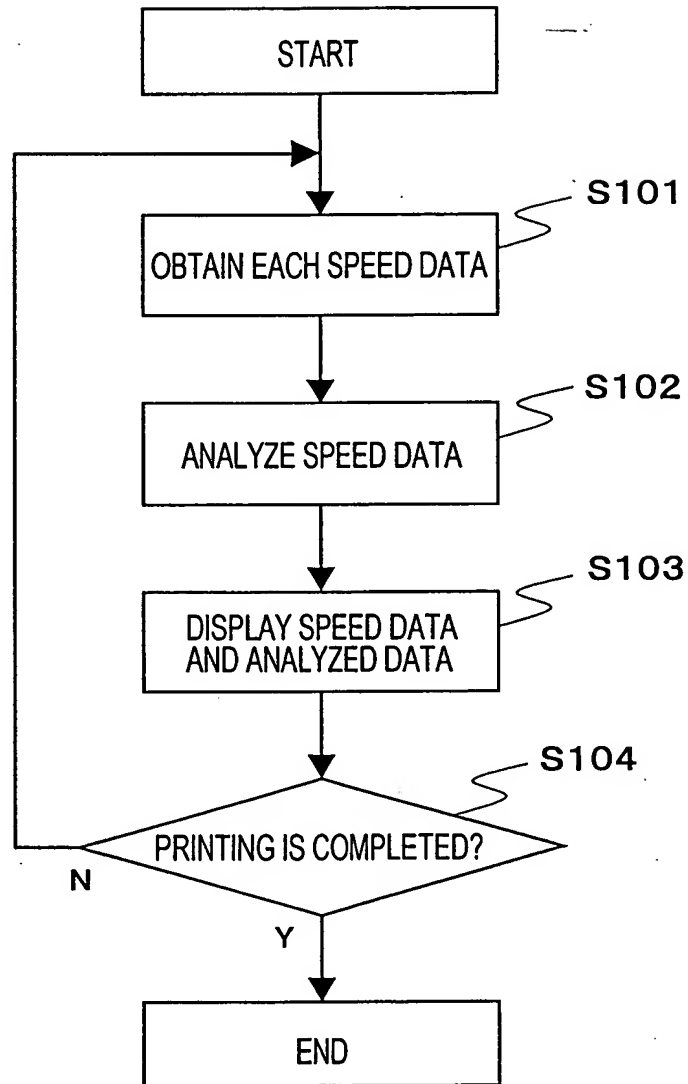 START
S101
OBTAIN EACH SPEED DATA
S102
ANALYZE SPEED DATA
S103
DISPLAY SPEED DATA
AND ANALYZED DATA
S104
PRINTING IS COMPLETED?
N
Y
END